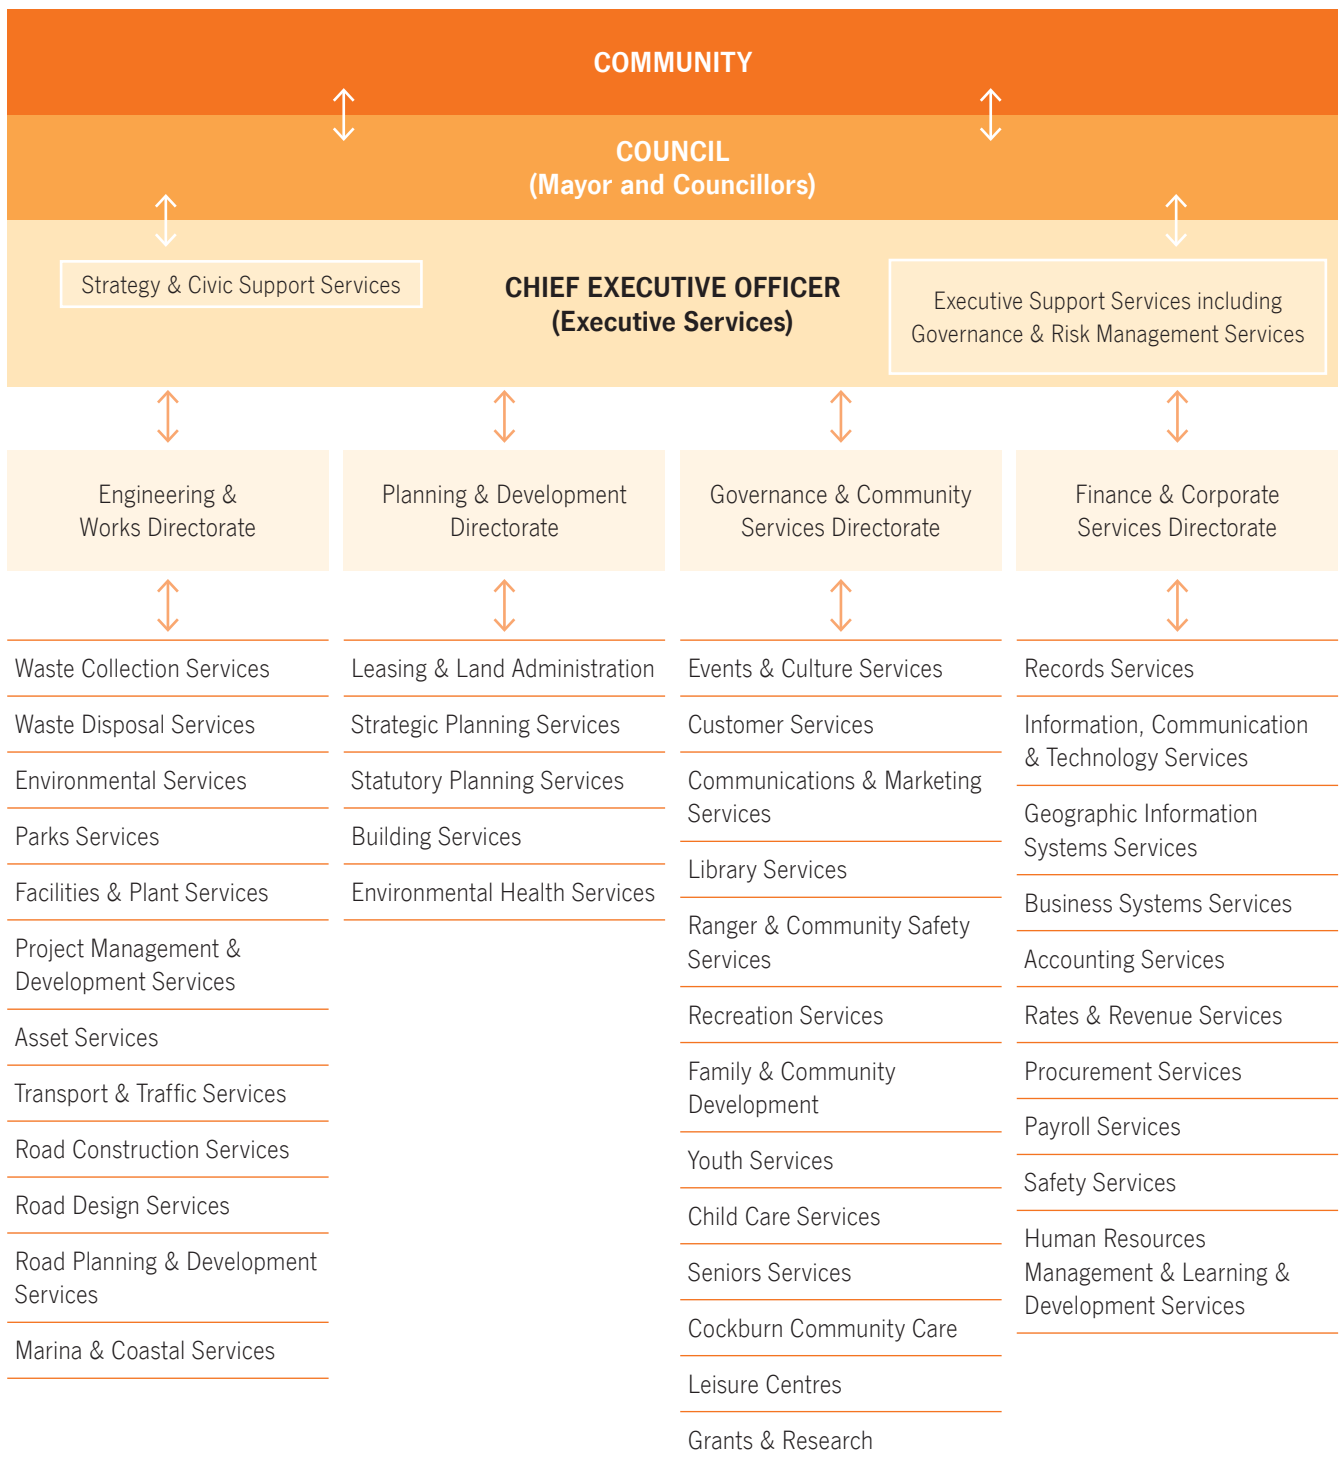 COMMUNITY
COUNCIL
(Mayor and Councillors)
Strategy & Civic Support Services
CHIEF EXECUTIVE OFFICER
(Executive Services)
Executive Support Services including
Governance & Risk Management Services
Engineering &
Works Directorate
Planning & Development
Directorate
Governance & Community
Services Directorate
Finance & Corporate
Services Directorate
Waste Collection Services
Waste Disposal Services
Environmental Services
Parks Services
Facilities & Plant Services
Project Management &
Development Services
Asset Services
Transport & Traffic Services
Road Construction Services
Road Design Services
Road Planning & Development
Services
Marina & Coastal Services
Leasing & Land Administration
Strategic Planning Services
Statutory Planning Services
Building Services
Environmental Health Services
Events & Culture Services
Customer Services
Communications & Marketing
Services
Library Services
Ranger & Community Safety
Services
Recreation Services
Family & Community
Development
Youth Services
Child Care Services
Seniors Services
Cockburn Community Care
Leisure Centres
Grants & Research
Records Services
Information, Communication
& Technology Services
Geographic Information
Systems Services
Business Systems Services
Accounting Services
Rates & Revenue Services
Procurement Services
Payroll Services
Safety Services
Human Resources
Management & Learning &
Development Services